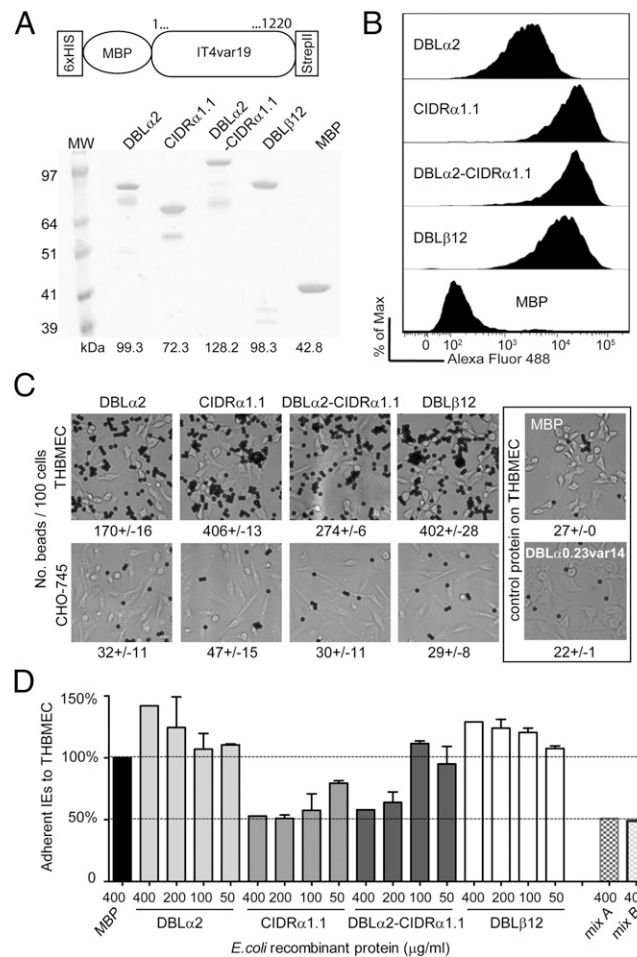 A
1... ...1220
6xHIS
MBP
IT4var19
StrepII
MW
DBLα2
CIDRα1.1
DBLα2
-CIDRα1.1
DBLβ12
MBP
97
64
51
41
39
kDa 99.3 72.3 128.2 98.3 42.8
B
DBLα2
CIDRα1.1
DBLα2-CIDRα1.1
DBLβ12
MBP
% of Max
0 10² 10³ 10⁴ 10⁵
Alexa Fluor 488
C
DBLα2 CIDRα1.1 DBLα2-CIDRα1.1 DBLβ12
No. beads / 100 cells
THBMEC
170+/-16 406+/-13 274+/-6 402+/-28
CHO-745
32+/-11 47+/-15 30+/-11 29+/-8
control protein on THBMEC
MBP
27+/-0
DBLα0.23var14
22+/-1
D
Adherent IEs to THBMEC
150%
100%
50%
0
400 400 200 100 50 400 200 100 50 400 200 100 50 400 200 100 50 400 40
MBP DBLα2 CIDRα1.1 DBLα2-CIDRα1.1 DBLβ12 mix A mix B
E.coli recombinant protein (µg/ml)